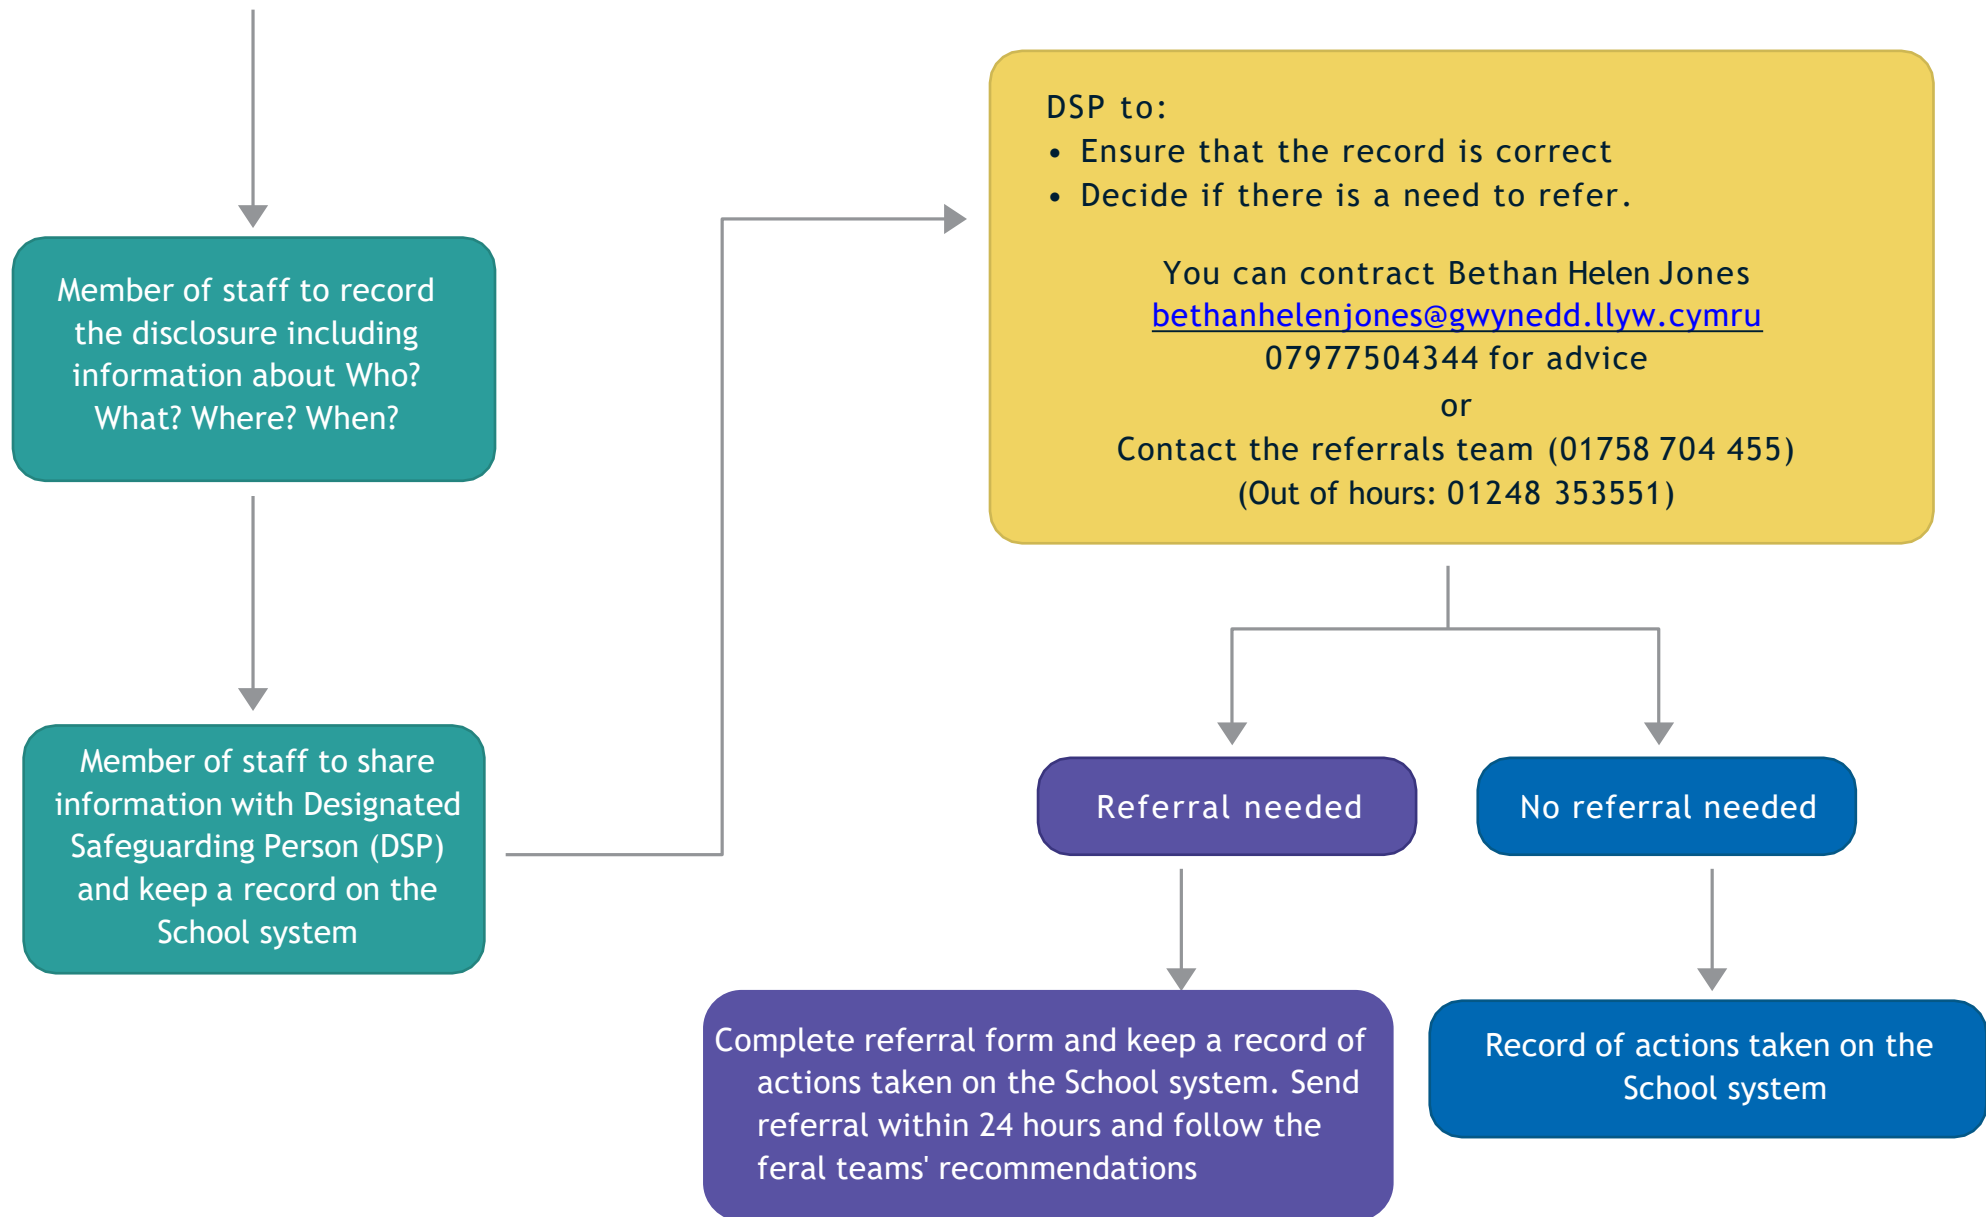 Member of staff to record
the disclosure including
information about Who?
What? Where? When?
Member of staff to share
information with Designated
Safeguarding Person (DSP)
and keep a record on the
School system
DSP to:
• Ensure that the record is correct
• Decide if there is a need to refer.
You can contract Bethan Helen Jones
bethanhelenjones@gwynedd.llyw.cymru
07977504344 for advice
or
Contact the referrals team (01758 704 455)
(Out of hours: 01248 353551)
Referral needed
No referral needed
Complete referral form and keep a record of
actions taken on the School system. Send
referral within 24 hours and follow the
feral teams' recommendations
Record of actions taken on the
School system